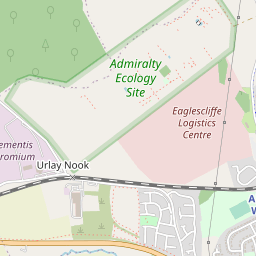 Admiralty
Ecology
Site
Eaglescliffe
Logistics
Centre
ementis
romium
Urlay Nook
A
W